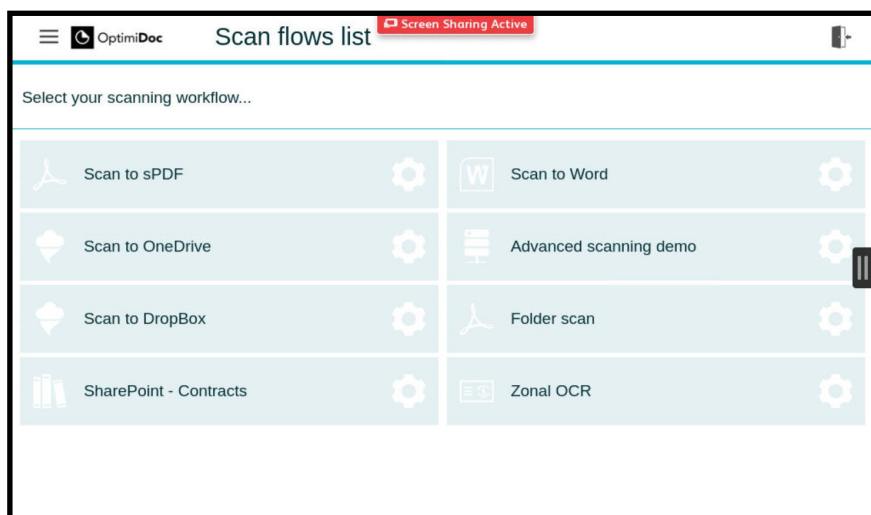 Screen Sharing Active
OptimiDoc
Scan flows list
Select your scanning workflow...
Scan to sPDF
W Scan to Word
Scan to OneDrive
Advanced scanning demo
Scan to DropBox
Folder scan
SharePoint - Contracts
Zonal OCR